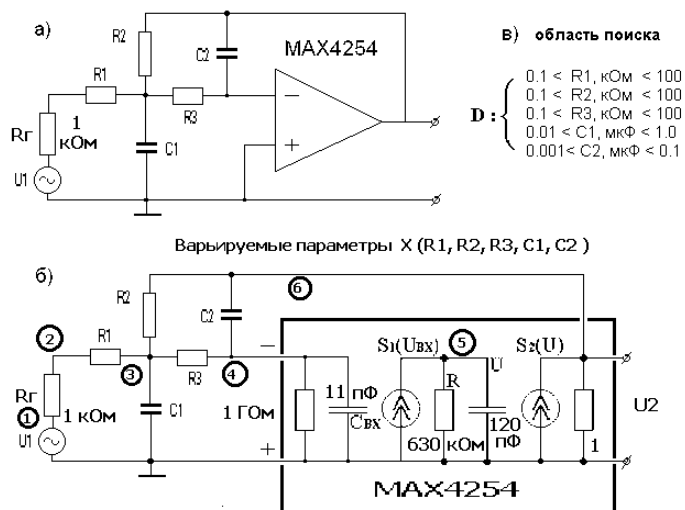 а)
R2
C2
MAX4254
R1
R3
Rг
1
кОм
C1
U1
−
+
в) область поиска
D :
0.1 < R1, кОм < 100
0.1 < R2, кОм < 100
0.1 < R3, кОм < 100
0.01 < C1, мкФ < 1.0
0.001 < C2, мкФ < 0.1
Варьируемые параметры X (R1, R2, R3, C1, C2 )
б)
6
R2
C2
2
R1
3
R3
4
−
S1(Uвх)
5
U
S2(U)
Rг
1
1 кОм
C1
U1
1 ГОм
11 пФ
Cвх
+
R
630 кОм
120 пФ
1
U2
MAX4254